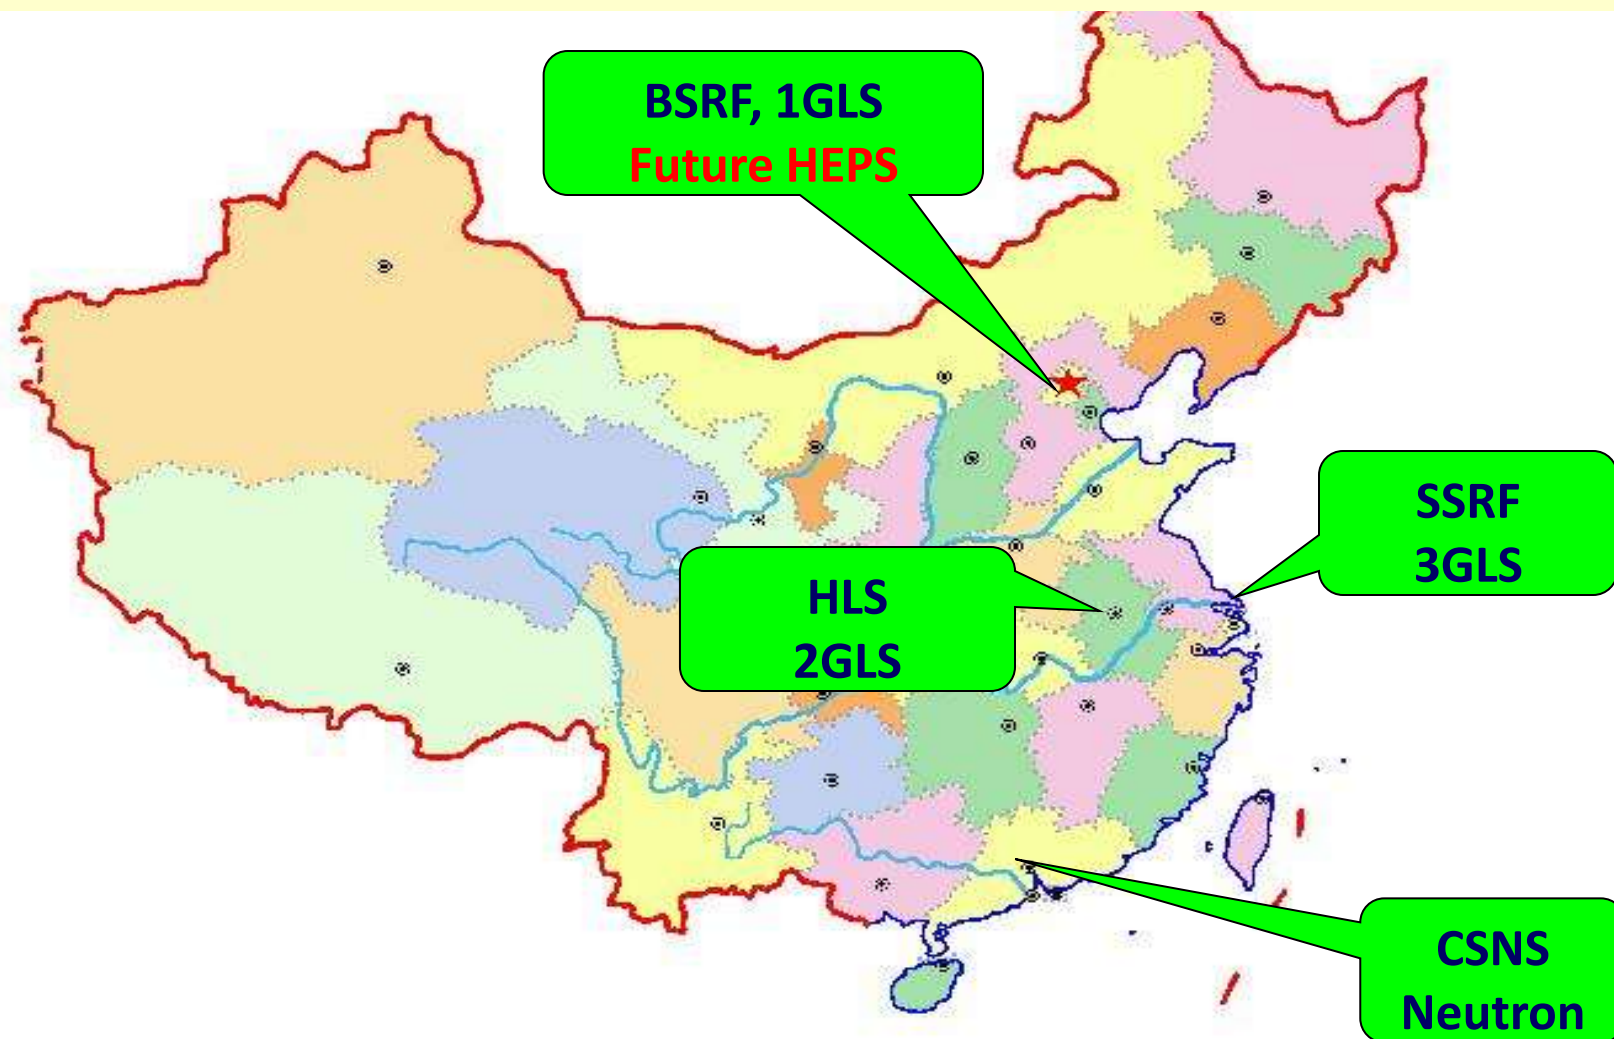 BSRF, 1GLS
Future HEPS
SSRF
3GLS
HLS
2GLS
CSNS
Neutron